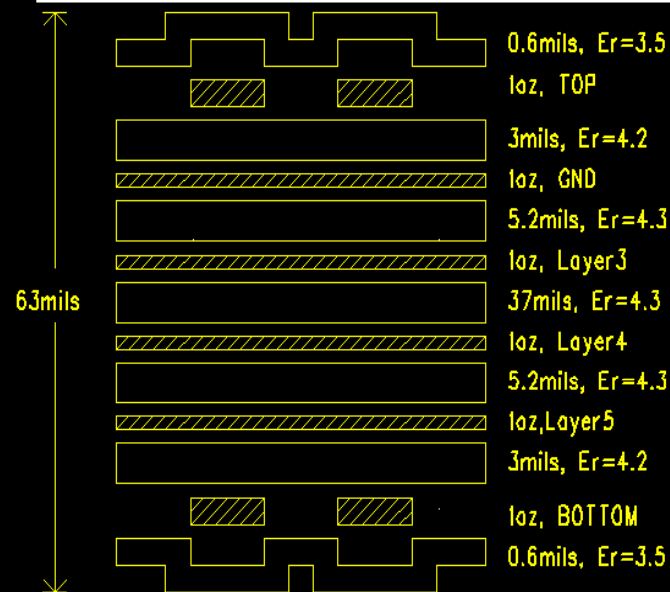 0.6mils, Er=3.5
1oz, TOP
3mils, Er=4.2
1oz, GND
5.2mils, Er=4.3
1oz, Layer3
63mils
37mils, Er=4.3
1oz, Layer4
5.2mils, Er=4.3
1oz,Layer5
3mils, Er=4.2
1oz, BOTTOM
0.6mils, Er=3.5